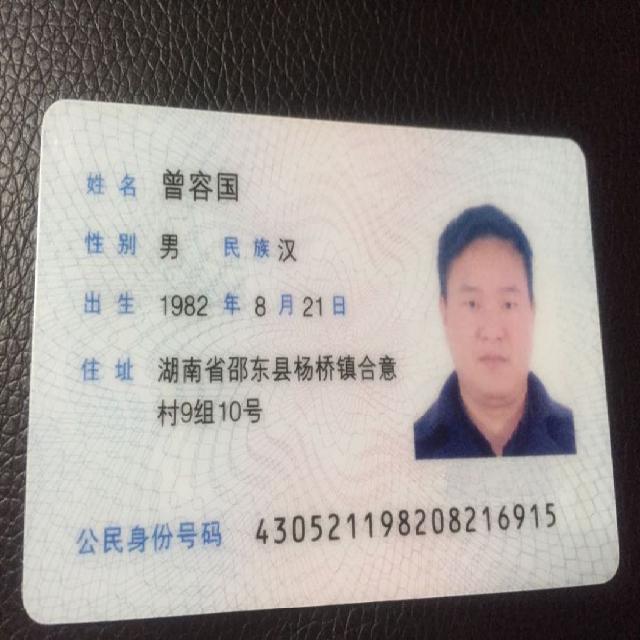 姓名 曾容国
性别 男 民族 汉
出生 1982 年 8 月 21 日
住址 湖南省邵东县杨桥镇合意
村9组10号
公民身份号码 430521198208216915